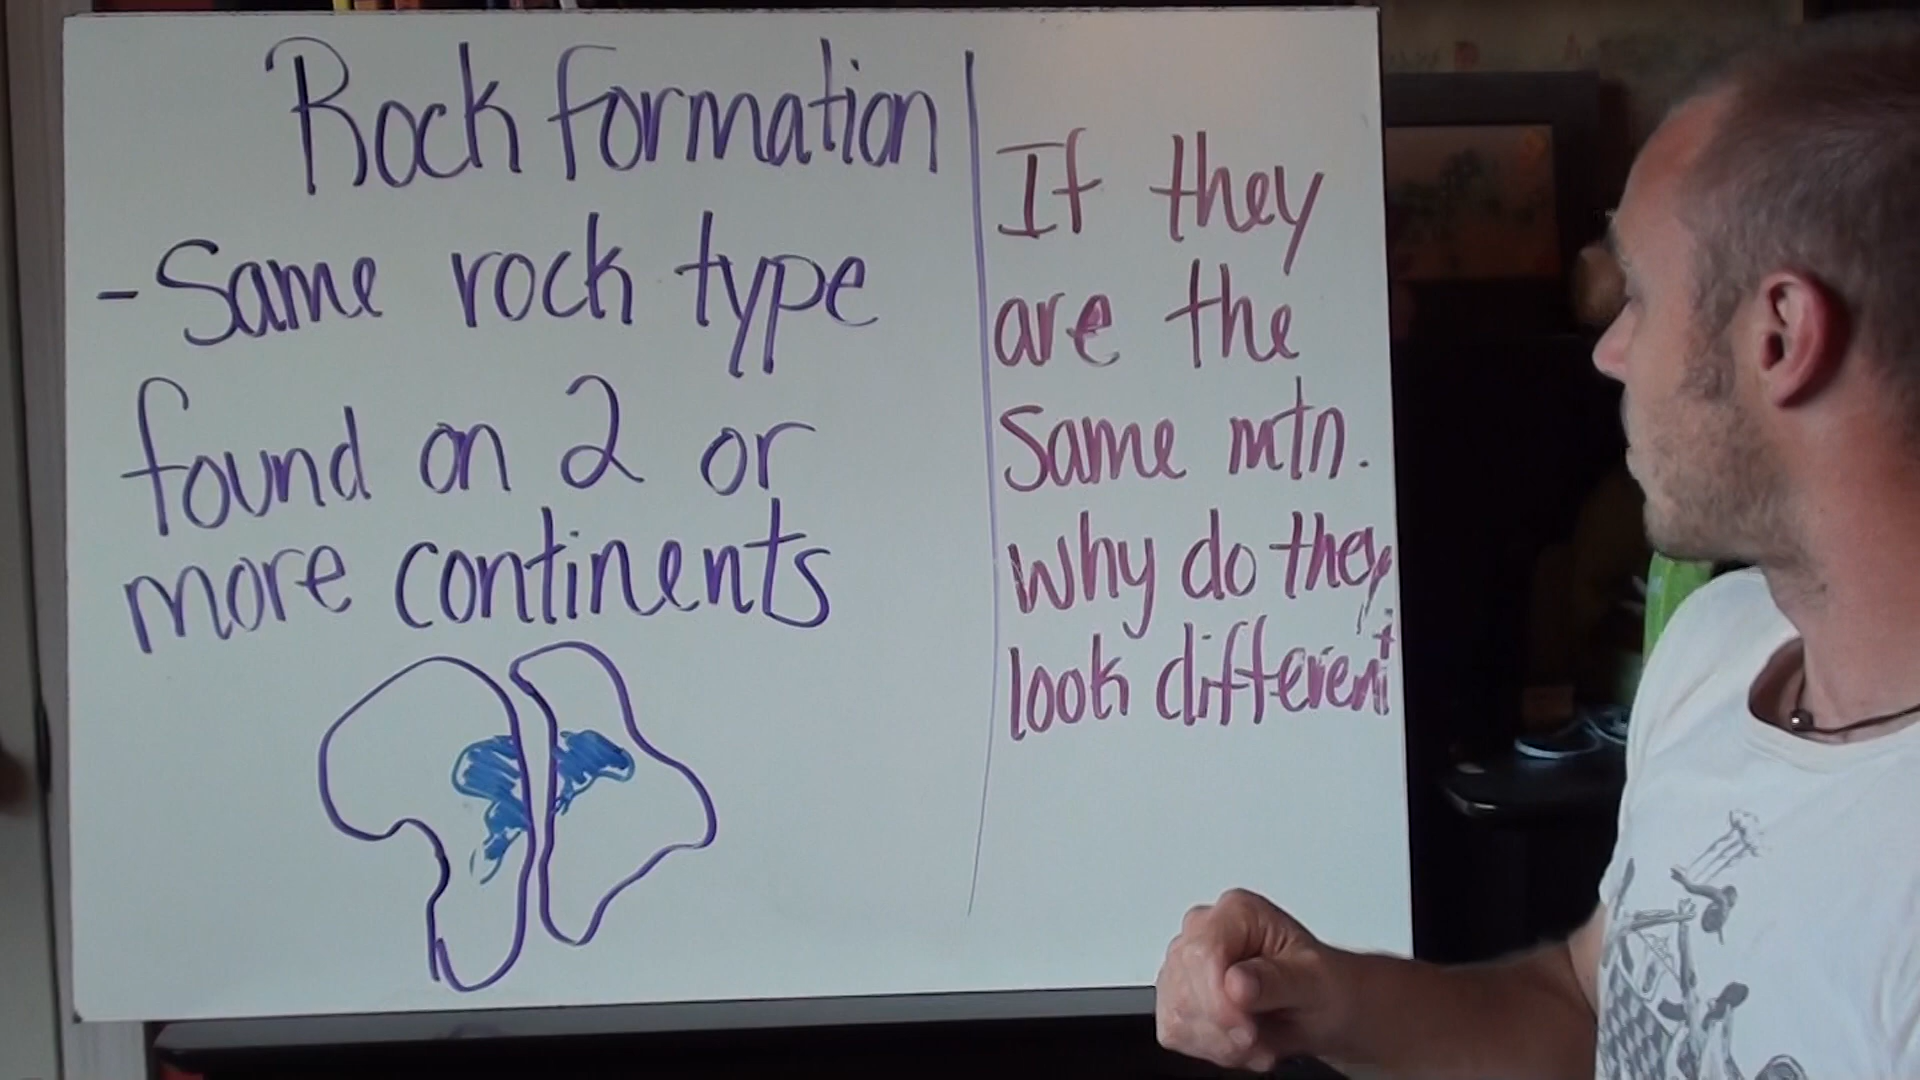 Rock formation
- Same rock type
found on 2 or
more continents
If they
are the
Same mtn.
Why do they
look different